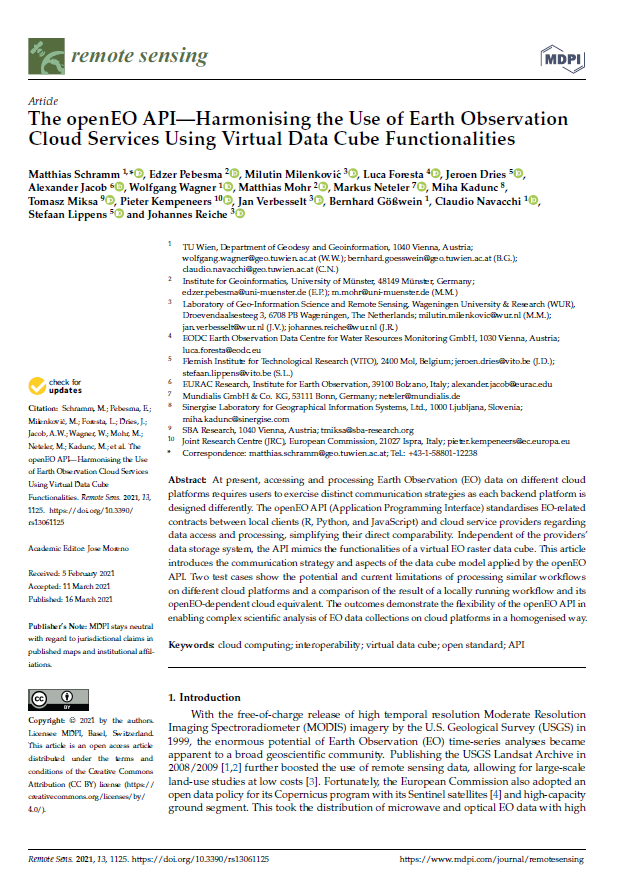 remote sensing
MDPI
Article
The openEO API—Harmonising the Use of Earth Observation
Cloud Services Using Virtual Data Cube Functionalities
Matthias Schramm 1,*, Edzer Pebesma 2, Milutin Milenković 3, Luca Foresta 4, Jeroen Dries 5,
Alexander Jacob 6, Wolfgang Wagner 1, Matthias Mohr 2, Markus Neteler 7, Miha Kadunc 8,
Tomasz Miksa 9, Pieter Kempeneers 10, Jan Verbesselt 3, Bernhard Gößwein 1, Claudio Navacchi 1,
Stefaan Lippens 5 and Johannes Reiche 3
1 TU Wien, Department of Geodesy and Geoinformation, 1040 Vienna, Austria;
wolfgang.wagner@geo.tuwien.ac.at (W.W.); bernhard.goesswein@geo.tuwien.ac.at (B.G.);
claudio.navacchi@geo.tuwien.ac.at (C.N.)
2 Institute for Geoinformatics, University of Münster, 48149 Münster, Germany;
edzer.pebesma@uni-muenster.de (E.P.); m.mohr@uni-muenster.de (M.M.)
3 Laboratory of Geo-Information Science and Remote Sensing, Wageningen University & Research (WUR),
Droevendaalsesteeg 3, 6708 PB Wageningen, The Netherlands; milutin.milenkovic@wur.nl (M.M.);
jan.verbesselt@wur.nl (J.V.); johannes.reiche@wur.nl (J.R.)
4 EODC Earth Observation Data Centre for Water Resources Monitoring GmbH, 1030 Vienna, Austria;
luca.foresta@eodc.eu
5 Flemish Institute for Technological Research (VITO), 2400 Mol, Belgium; jeroen.dries@vito.be (J.D.);
stefaan.lippens@vito.be (S.L.)
6 EURAC Research, Institute for Earth Observation, 39100 Bolzano, Italy; alexander.jacob@eurac.edu
7 Mundialis GmbH & Co. KG, 53111 Bonn, Germany; neteler@mundialis.de
8 Sinergise Laboratory for Geographical Information Systems, Ltd., 1000 Ljubljana, Slovenia;
miha.kadunc@sinergise.com
9 SBA Research, 1040 Vienna, Austria; tmiksa@sba-research.org
10 Joint Research Centre (JRC), European Commission, 21027 Ispra, Italy; pieter.kempeneers@ec.europa.eu
* Correspondence: matthias.schramm@geo.tuwien.ac.at; Tel.: +43-1-58801-12238
check for
updates
Citation: Schramm, M.; Pebesma, E.;
Milenković, M.; Foresta, L.; Dries, J.;
Jacob, A.W.; Wagner, W.; Mohr, M.;
Neteler, M.; Kadunc, M.; et al. The
openEO API—Harmonising the Use
of Earth Observation Cloud Services
Using Virtual Data Cube
Functionalities. Remote Sens. 2021, 13,
1125. https://doi.org/10.3390/
rs13061125
Academic Editor: Jose Moreno
Received: 5 February 2021
Accepted: 11 March 2021
Published: 16 March 2021
Publisher's Note: MDPI stays neutral
with regard to jurisdictional claims in
published maps and institutional affil-
iations.
CC BY
Copyright: © 2021 by the authors.
Licensee MDPI, Basel, Switzerland.
This article is an open access article
distributed under the terms and
conditions of the Creative Commons
Attribution (CC BY) license (https://
creativecommons.org/licenses/by/
4.0/).
Abstract: At present, accessing and processing Earth Observation (EO) data on different cloud
platforms requires users to exercise distinct communication strategies as each backend platform is
designed differently. The openEO API (Application Programming Interface) standardises EO-related
contracts between local clients (R, Python, and JavaScript) and cloud service providers regarding
data access and processing, simplifying their direct comparability. Independent of the providers'
data storage system, the API mimics the functionalities of a virtual EO raster data cube. This article
introduces the communication strategy and aspects of the data cube model applied by the openEO
API. Two test cases show the potential and current limitations of processing similar workflows
on different cloud platforms and a comparison of the result of a locally running workflow and its
openEO-dependent cloud equivalent. The outcomes demonstrate the flexibility of the openEO API in
enabling complex scientific analysis of EO data collections on cloud platforms in a homogenised way.
Keywords: cloud computing; interoperability; virtual data cube; open standard; API
1. Introduction
With the free-of-charge release of high temporal resolution Moderate Resolution
Imaging Spectroradiometer (MODIS) imagery by the U.S. Geological Survey (USGS) in
1999, the enormous potential of Earth Observation (EO) time-series analyses became
apparent to a broad geoscientific community. Publishing the USGS Landsat Archive in
2008/2009 [1,2] further boosted the use of remote sensing data, allowing for large-scale
land-use studies at low costs [3]. Fortunately, the European Commission also adopted an
open data policy for its Copernicus program with its Sentinel satellites [4] and high-capacity
ground segment. This took the distribution of microwave and optical EO data with high
Remote Sens. 2021, 13, 1125. https://doi.org/10.3390/rs13061125
https://www.mdpi.com/journal/remotesensing